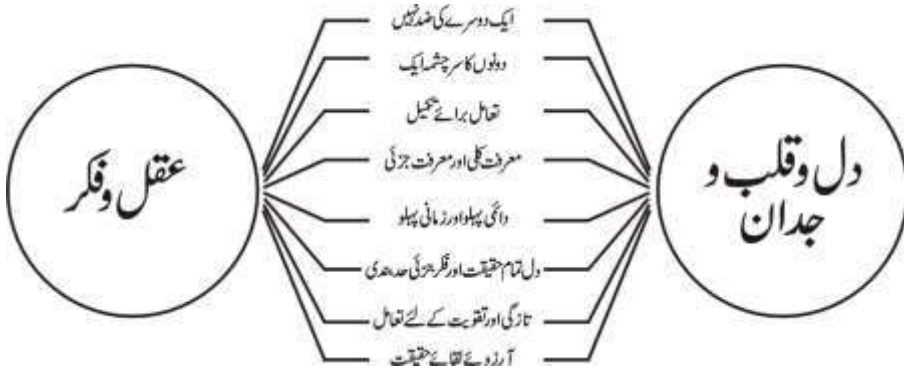 دل و قلب و
جدان
ایک دوسرے کی ضد نہیں
دونوں کا سرچشمہ ایک
تعامل برائے تکمیل
معرفت کلی اور معرفت جزئی
دائمی پہلو اور زمانی پہلو
دل تمام حقیقت اور فکر جزئی حد بندی
تازگی اور تقویت کے لئے تعامل
آرزوئے لقائے حقیقت
عقل و فکر